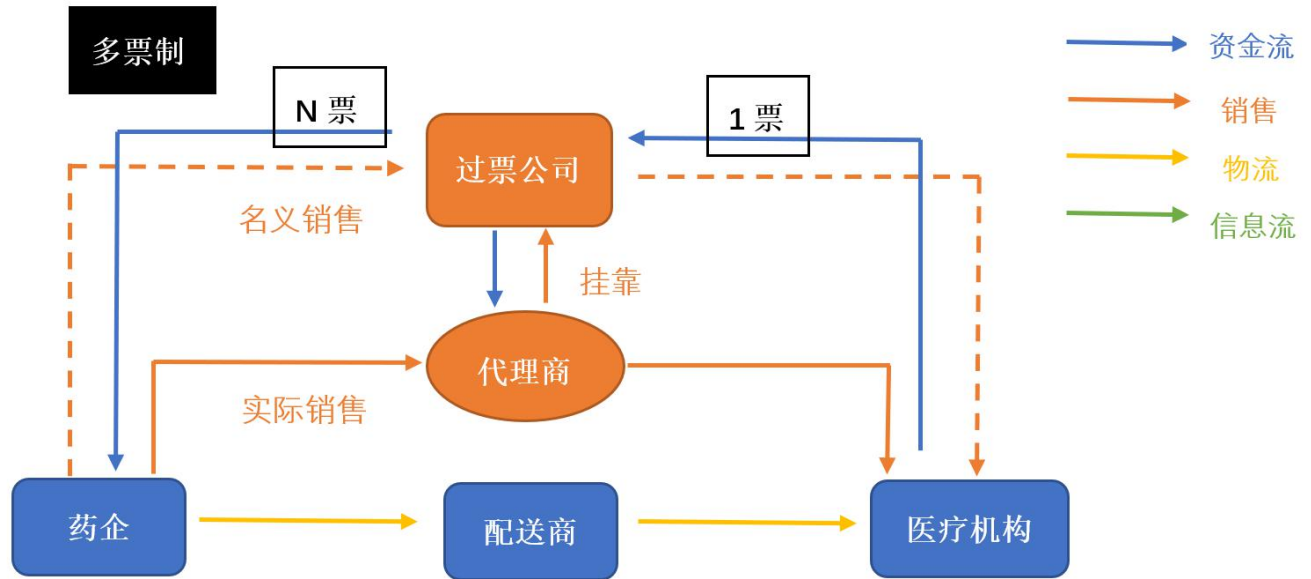 多票制
N 票
1 票
资金流
销售
物流
信息流
过票公司
名义销售
挂靠
代理商
实际销售
药企
配送商
医疗机构